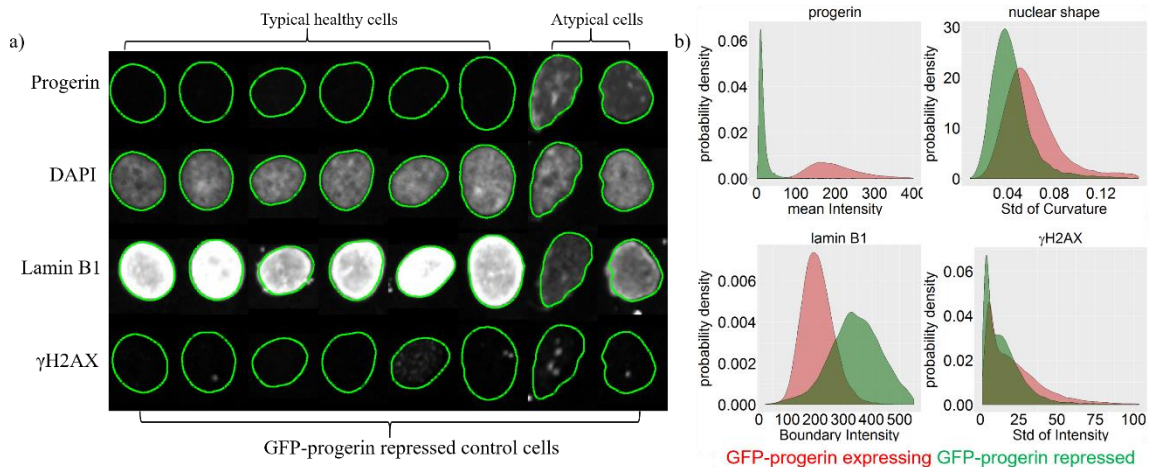 a)
Typical healthy cells
Atypical cells
Progerin
DAPI
Lamin B1
γH2AX
GFP-progerin repressed control cells
b)
progerin
probability density
0.06
0.04
0.02
0.00
0 100 200 300 400
mean Intensity
nuclear shape
probability density
30
20
10
0
0.04 0.08 0.12
Std of Curvature
lamin B1
probability density
0.006
0.004
0.002
0.000
100 200 300 400 500
Boundary Intensity
γH2AX
probability density
0.06
0.04
0.02
0.00
0 25 50 75 100
Std of Intensity
GFP-progerin expressing GFP-progerin repressed